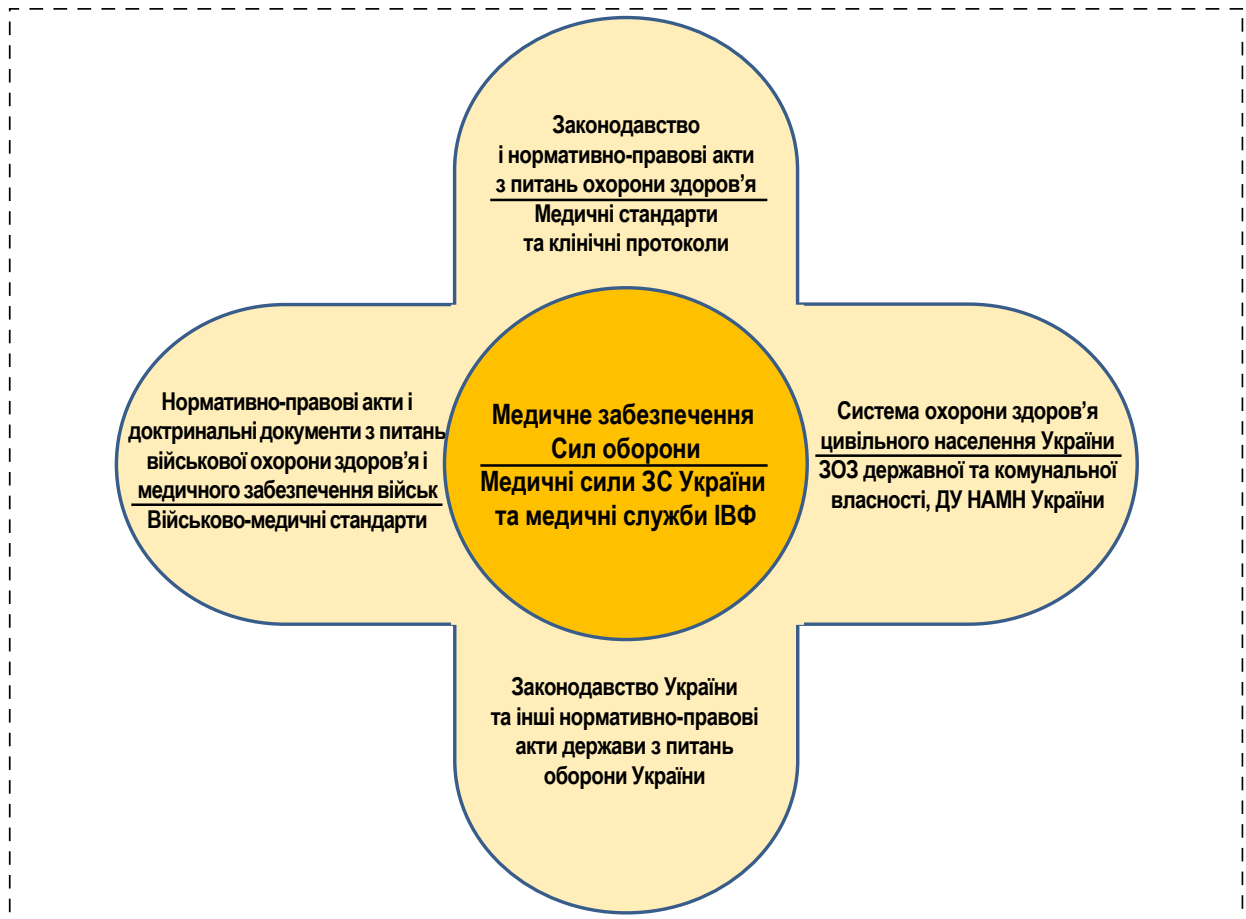 Законодавство
і нормативно-правові акти
з питань охорони здоров’я
Медичні стандарти
та клінічні протоколи
Нормативно-правові акти і
доктринальні документи з питань
військової охорони здоров’я і
медичного забезпечення військ
Військово-медичні стандарти
Медичне забезпечення
Сил оборони
Медичні сили ЗС України
та медичні служби ІВФ
Система охорони здоров’я
цивільного населення України
ЗОЗ державної та комунальної
власності, ДУ НАМН України
Законодавство України
та інші нормативно-правові
акти держави з питань
оборони України